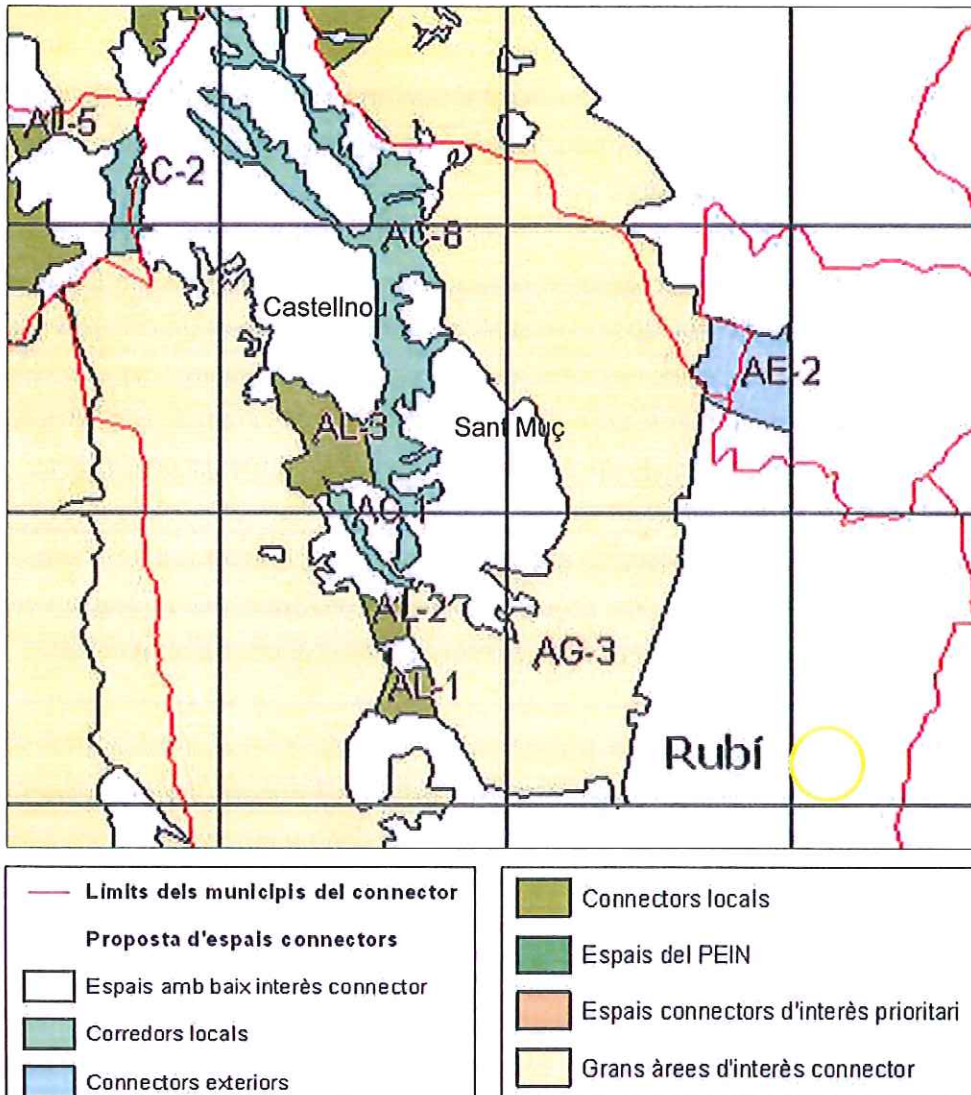 AL-5
AC-2
AC-8
Castellnou
AE-2
AL-3
Sant Muç
AC-1
AL-2
AG-3
AL-1
Rubí
Límits dels municipis del connector
Proposta d'espais connectors
Espais amb baix interès connector
Corredors locals
Connectors exteriors
Connectors locals
Espais del PEIN
Espais connectors d'interès prioritari
Grans àrees d'interès connector